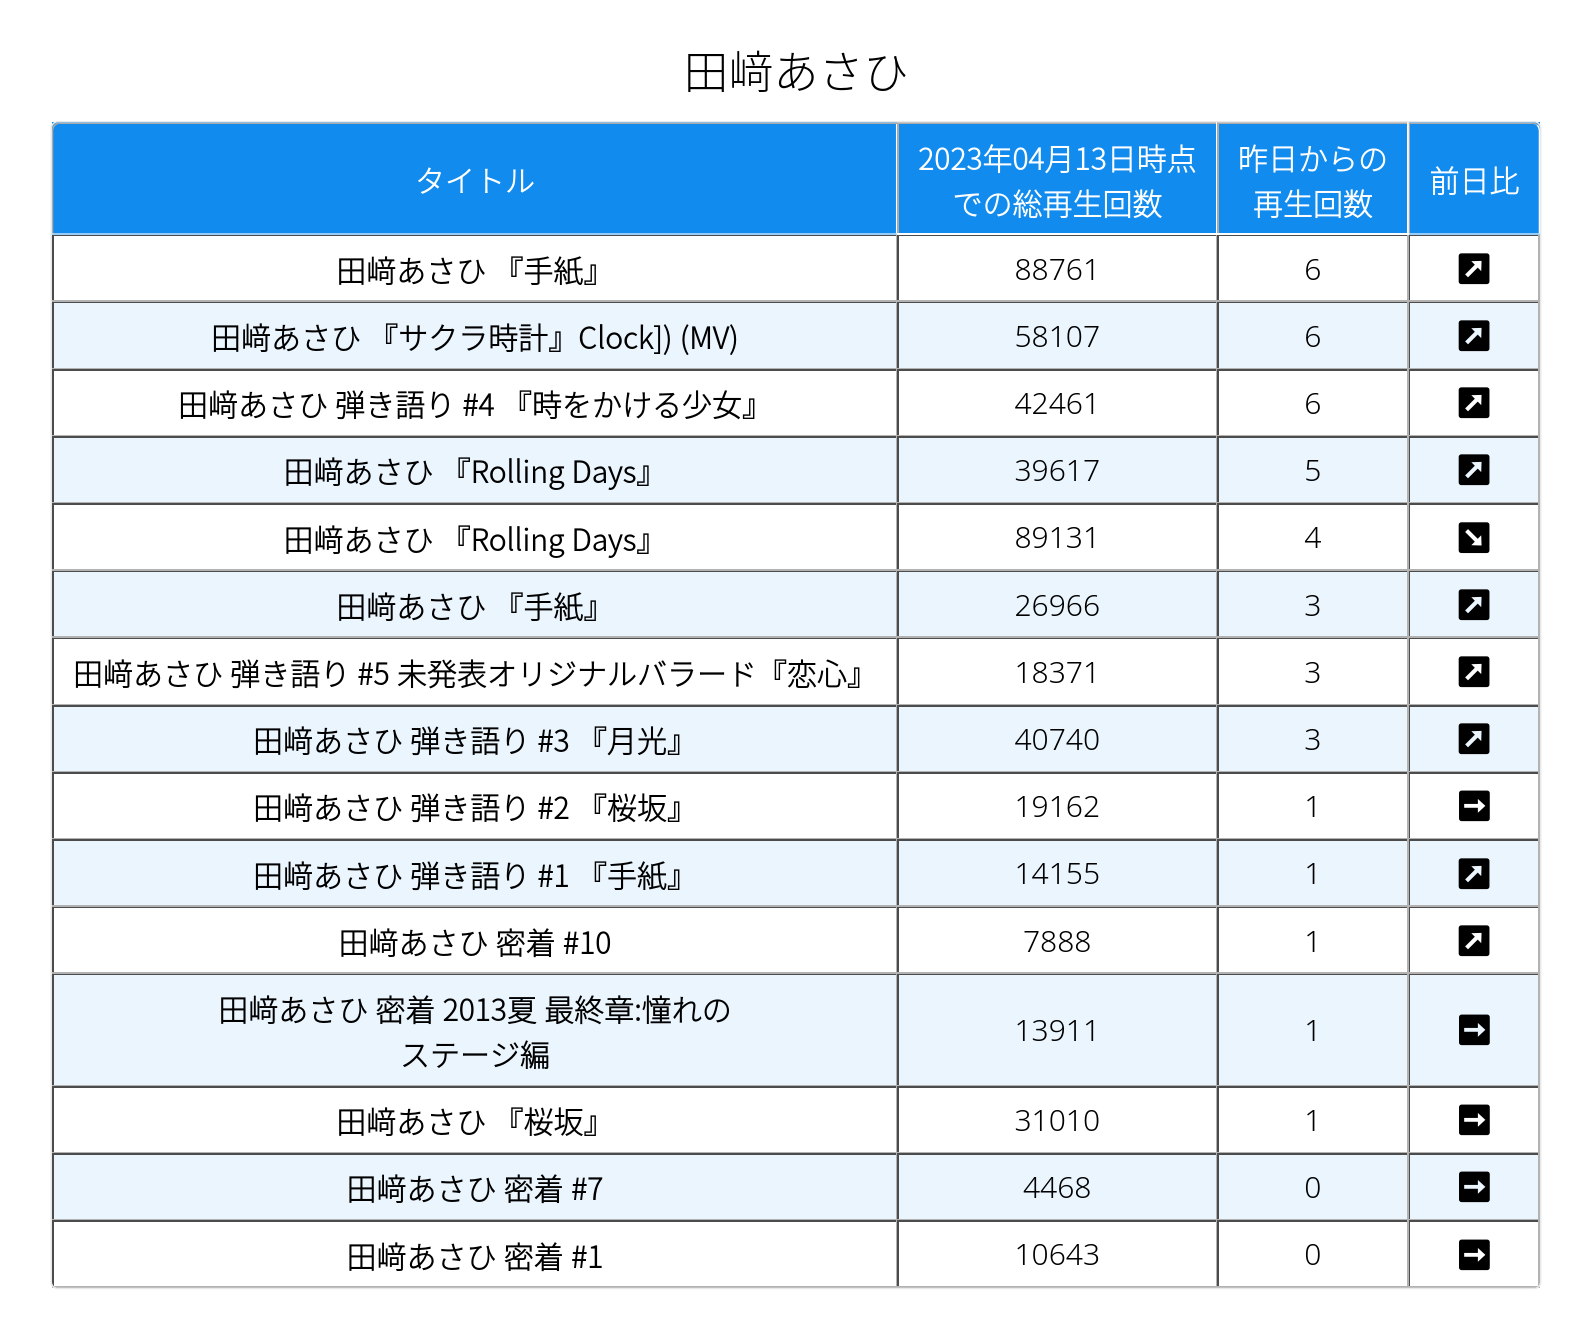 田﨑あさひ
タイトル
2023年04月13日時点
での総再生回数
昨日からの
再生回数
前日比
田﨑あさひ 『手紙』 88761 6 ↗
田﨑あさひ 『サクラ時計』Clock]) (MV) 58107 6 ↗
田﨑あさひ 弾き語り #4 『時をかける少女』 42461 6 ↗
田﨑あさひ 『Rolling Days』 39617 5 ↗
田﨑あさひ 『Rolling Days』 89131 4 ↘
田﨑あさひ 『手紙』 26966 3 ↗
田﨑あさひ 弾き語り #5 未発表オリジナルバラード『恋心』 18371 3 ↗
田﨑あさひ 弾き語り #3 『月光』 40740 3 ↗
田﨑あさひ 弾き語り #2 『桜坂』 19162 1 →
田﨑あさひ 弾き語り #1 『手紙』 14155 1 ↗
田﨑あさひ 密着 #10 7888 1 ↗
田﨑あさひ 密着 2013夏 最終章:憧れの
ステージ編 13911 1 →
田﨑あさひ 『桜坂』 31010 1 →
田﨑あさひ 密着 #7 4468 0 →
田﨑あさひ 密着 #1 10643 0 →